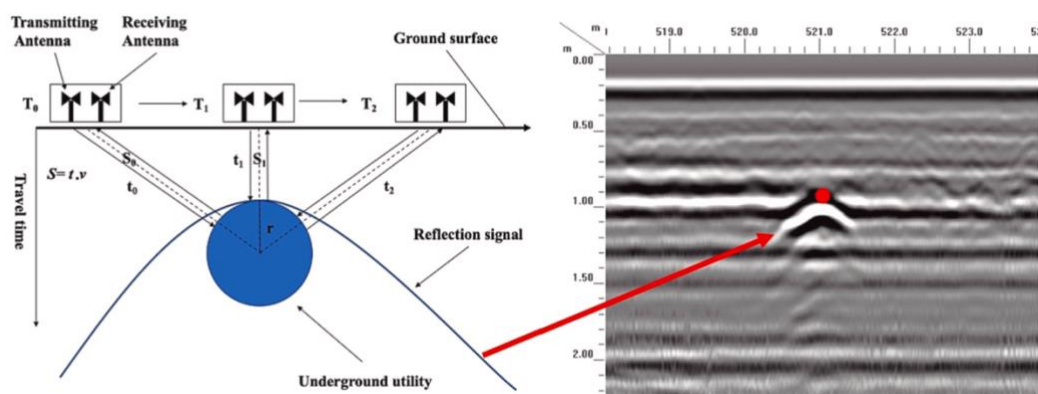 Transmitting
Antenna
Receiving
Antenna
Ground surface
T₀
T₁
T₂
S₀
S₁
t₀
t₁
t₂
S= t.v
r
Travel time
Reflection signal
Underground utility
m
519.0 520.0 521.0 522.0 523.0
m
0.00
0.50
1.00
1.50
2.00